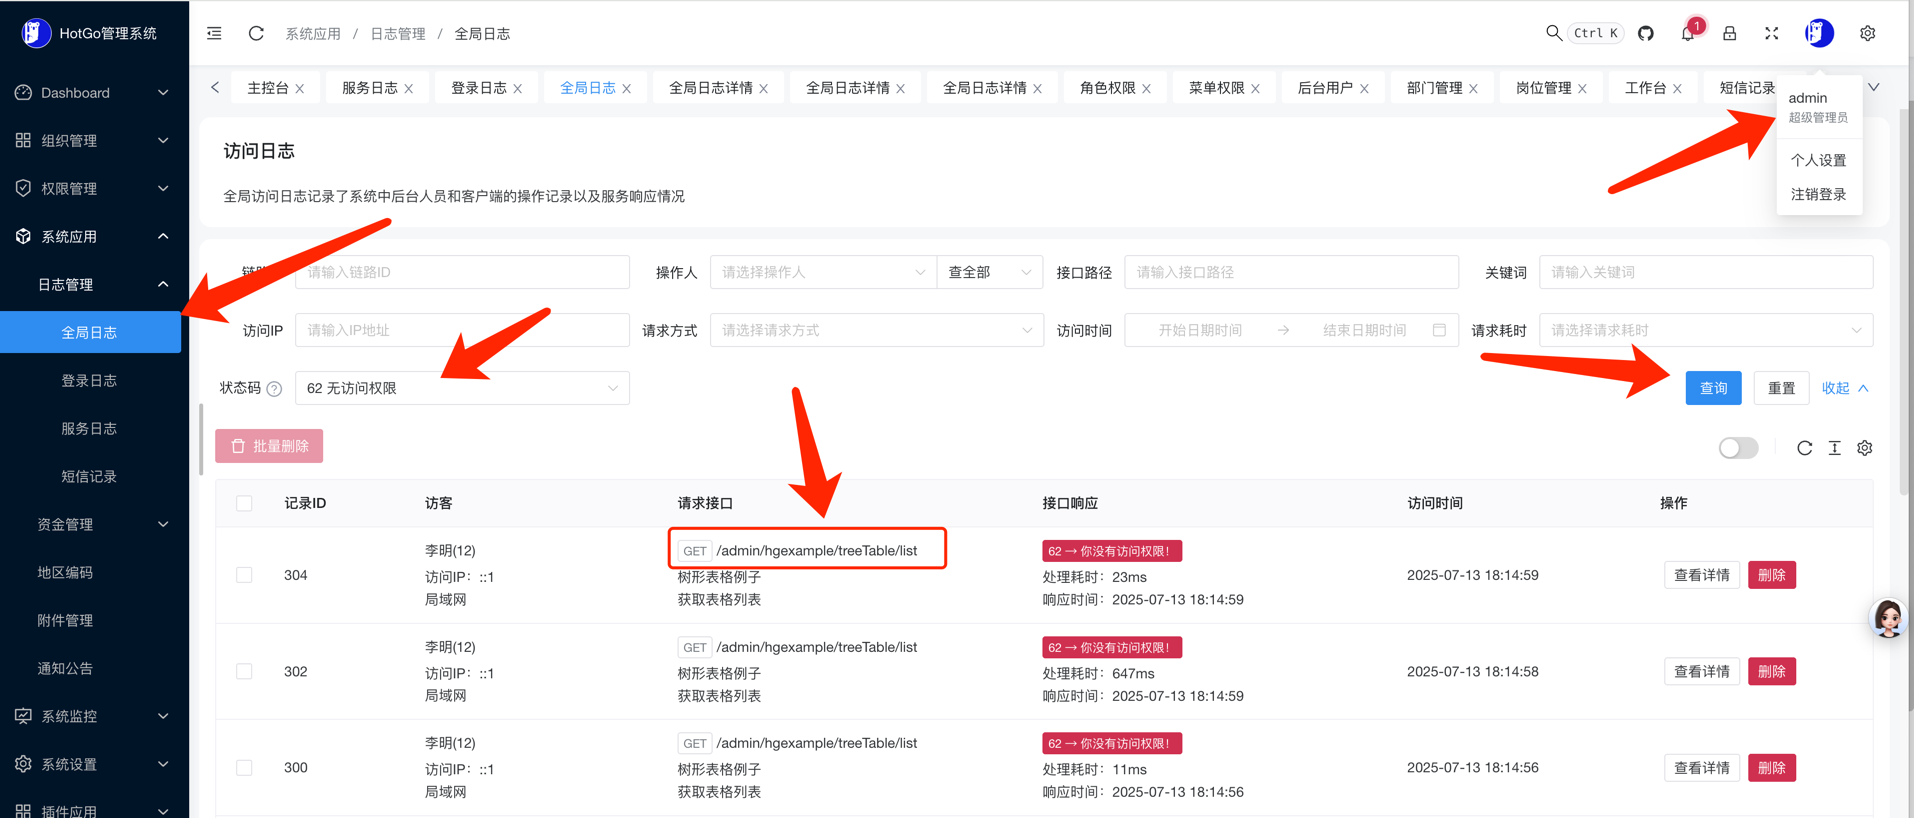 HotGo管理系统
系统应用 / 日志管理 / 全局日志
Ctrl K
1
Dashboard
组织管理
权限管理
系统应用
日志管理
全局日志
登录日志
服务日志
短信记录
资金管理
地区编码
附件管理
通知公告
系统监控
系统设置
插件应用
主控台 服务日志 登录日志 全局日志 全局日志详情 全局日志详情 全局日志详情 角色权限 菜单权限 后台用户 部门管理 岗位管理 工作台 短信记录
admin
超级管理员
个人设置
注销登录
访问日志
全局访问日志记录了系统中后台人员和客户端的操作记录以及服务响应情况
请输入链路ID 操作人 请选择操作人 查全部 接口路径 请输入接口路径 关键词 请输入关键词
访问IP 请输入IP地址 请求方式 请选择请求方式 访问时间 开始日期时间 → 结束日期时间 请求耗时 请选择请求耗时
状态码 ? 62 无访问权限 查询 重置 收起
批量删除
记录ID 访客 请求接口 接口响应 访问时间 操作
304 李明(12) GET /admin/hgexample/treeTable/list 62 → 你没有访问权限! 2025-07-13 18:14:59 查看详情 删除
访问IP: ::1 树形表格例子 处理耗时: 23ms
局域网 获取表格列表 响应时间: 2025-07-13 18:14:59
302 李明(12) GET /admin/hgexample/treeTable/list 62 → 你没有访问权限! 2025-07-13 18:14:58 查看详情 删除
访问IP: ::1 树形表格例子 处理耗时: 647ms
局域网 获取表格列表 响应时间: 2025-07-13 18:14:59
300 李明(12) GET /admin/hgexample/treeTable/list 62 → 你没有访问权限! 2025-07-13 18:14:56 查看详情 删除
访问IP: ::1 树形表格例子 处理耗时: 11ms
局域网 获取表格列表 响应时间: 2025-07-13 18:14:56